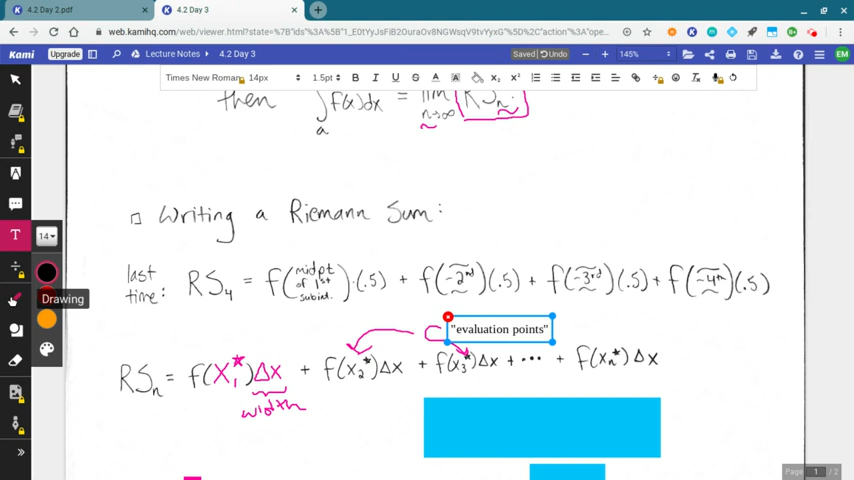 4.2 Day 2.pdf
4.2 Day 3
web.kamihq.com/web/viewer.html?state=%7B"ids%3A%5B"1_E0tYyJsFiB2OuraOv8NGWsqV9Yw"%5D%2C"action"%3A"ope...
EM
Kami
Upgrade
Lecture Notes
4.2 Day 3
Saved Undo
145%
Times New Roman
14px
1.5pt
B I U S A A X₂ X²
then ∫ₐ f(x)dx = lim n→∞ RSₙ.
Writing a Riemann Sum:
last time: RS₄ = f(midpt of 1st subid.)·(.5) + f(~2nd)(.5) + f(~3rd)(.5) + f(~4th)(.5)
14
Drawing
"evaluation points"
RSₙ = f(X₁*)Δx + f(x₂*)Δx + f(x₃*)Δx + ··· + f(xₙ*)Δx
width
Page 1 / 2